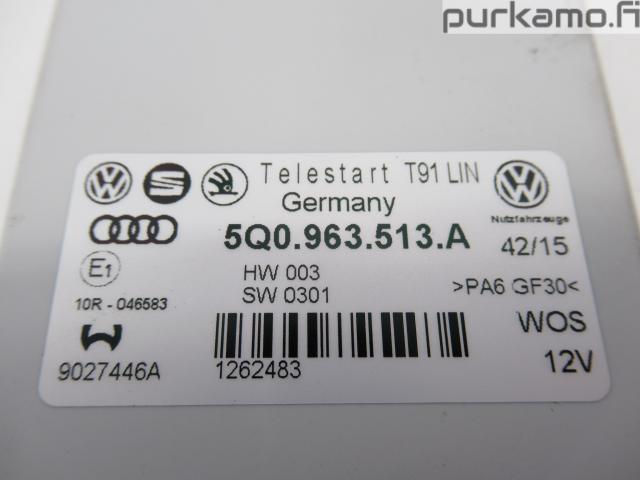 purkamo.fi
Telestart T91 LIN
Germany
Nutzfahrzeuge
5Q0.963.513.A
42/15
E1
HW 003
SW 0301
>PA6 GF30<
10R - 046583
WOS
9027446A
1262483
12V